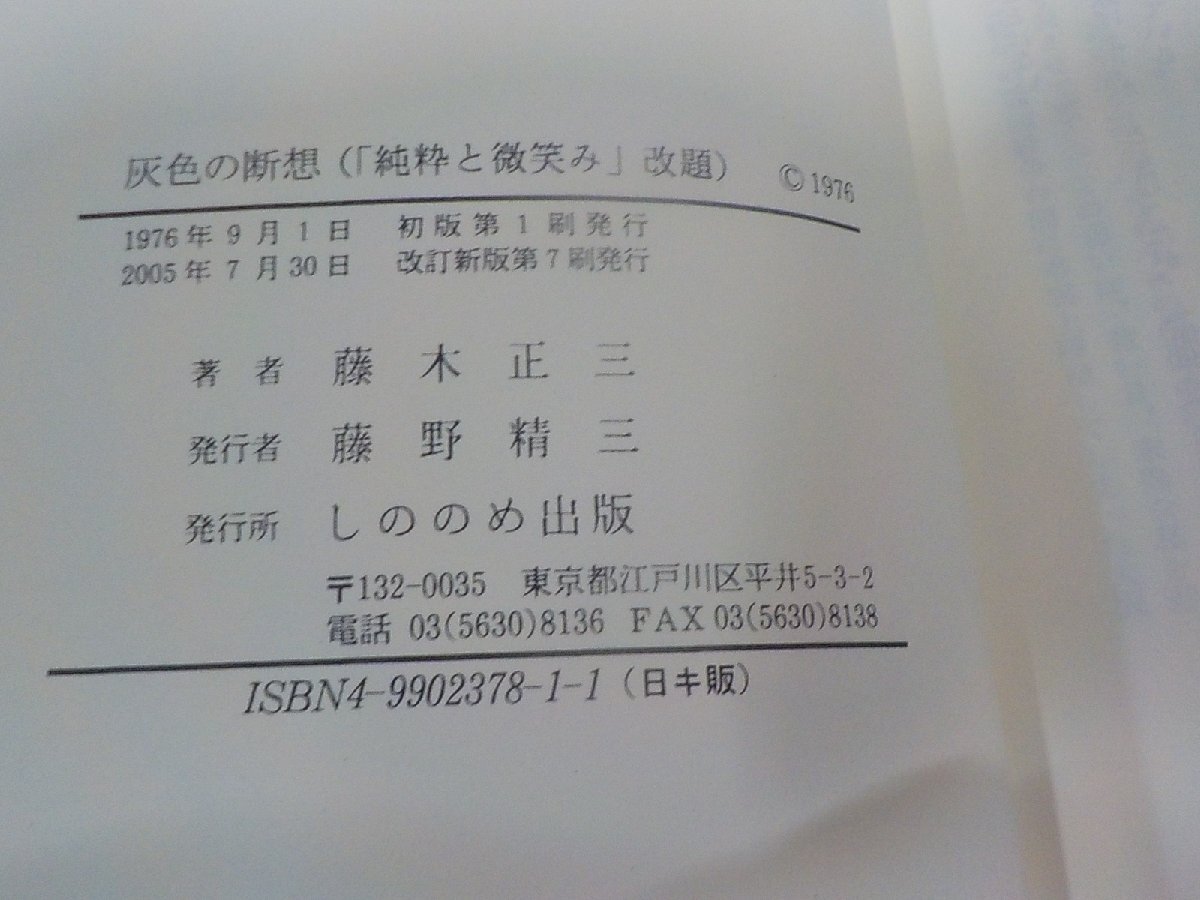 灰色の断想(「純粋と微笑み」改題) ©1976
1976年9月1日 初版第1刷発行
2005年7月30日 改訂新版第7刷発行
著者 藤木正三
発行者 藤野精三
発行所 しののめ出版
〒132-0035 東京都江戸川区平井5-3-2
電話 03(5630)8136 FAX 03(5630)8138
ISBN4-9902378-1-1(日キ販)